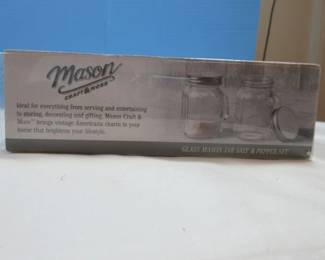 Mason
CRAFT & MORE
ideal for everything from serving and entertaining
to storing, decorating and gifting. Mason Craft &
More™ brings vintage Americana charm to your
home that brightens your lifestyle.
GLASS MASON JAR SALT & PEPPER SET